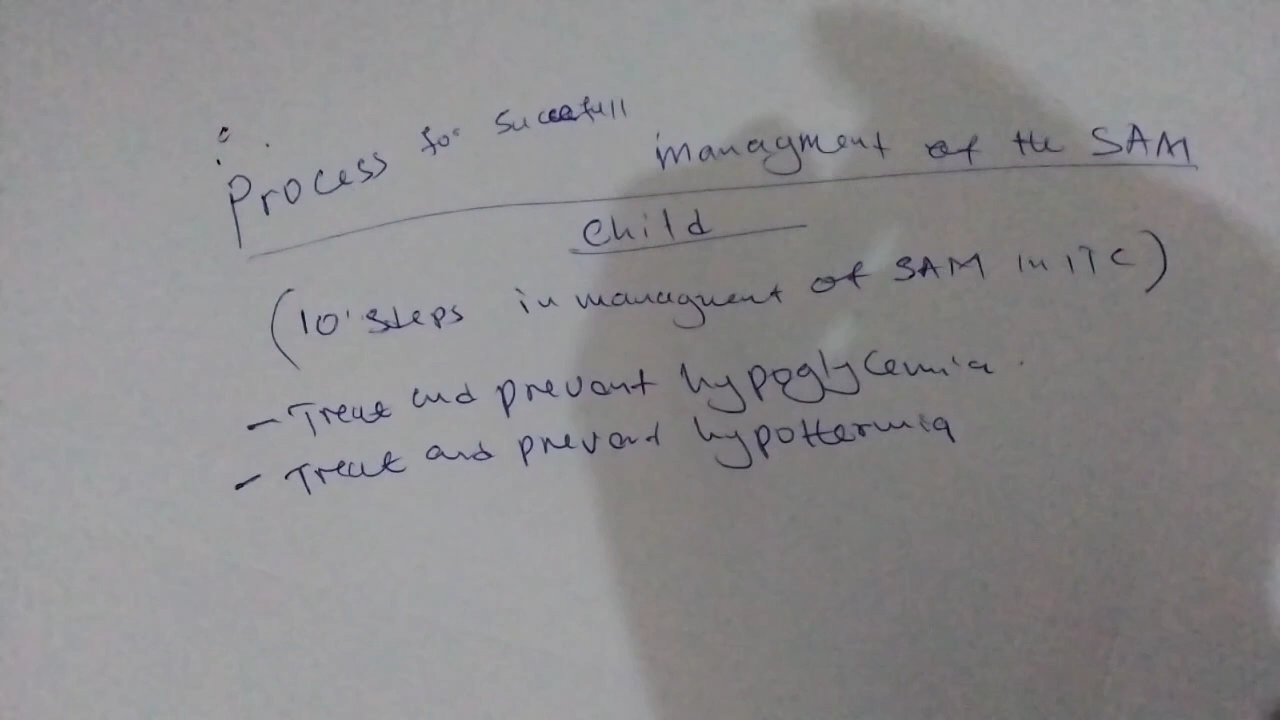 Process for Succefull managment of the SAM
child
(10 steps in managment of SAM in ITC)
- Treat and prevent hypoglycemia.
- Treat and prevent hypothermia